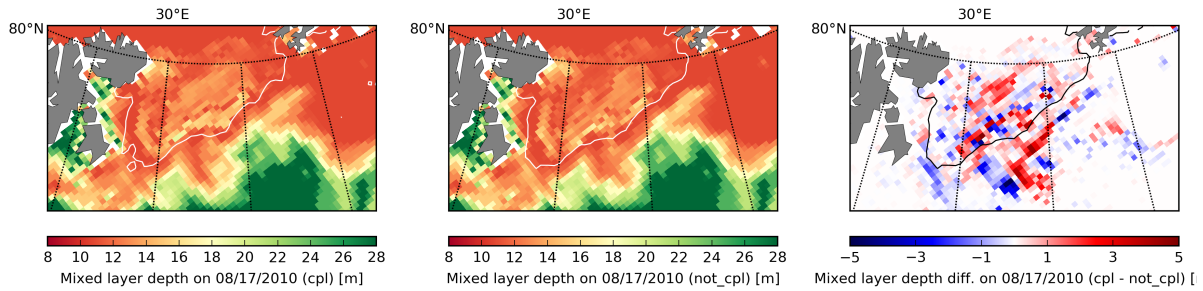 30°E
80°N
8 10 12 14 16 18 20 22 24 26 28
Mixed layer depth on 08/17/2010 (cpl) [m]
30°E
80°N
8 10 12 14 16 18 20 22 24 26 28
Mixed layer depth on 08/17/2010 (not_cpl) [m]
30°E
80°N
−5 −3 −1 1 3 5
Mixed layer depth diff. on 08/17/2010 (cpl - not_cpl) [